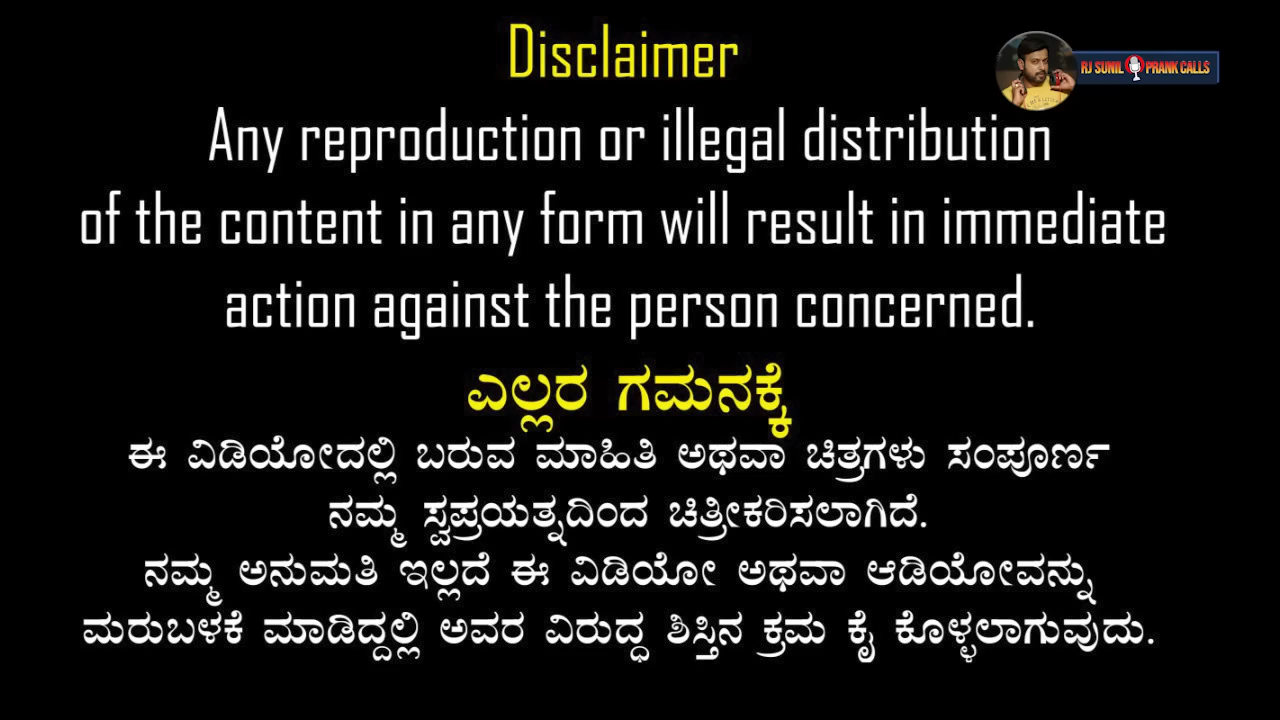 Disclaimer
RJ SUNIL PRANK CALLS
Any reproduction or illegal distribution
of the content in any form will result in immediate
action against the person concerned.
ಎಲ್ಲರ ಗಮನಕ್ಕೆ
ಈ ವಿಡಿಯೋದಲ್ಲಿ ಬರುವ ಮಾಹಿತಿ ಅಥವಾ ಚಿತ್ರಗಳು ಸಂಪೂರ್ಣ
ನಮ್ಮ ಸ್ವಪ್ರಯತ್ನದಿಂದ ಚಿತ್ರೀಕರಿಸಲಾಗಿದೆ.
ನಮ್ಮ ಅನುಮತಿ ಇಲ್ಲದೆ ಈ ವಿಡಿಯೋ ಅಥವಾ ಆಡಿಯೋವನ್ನು
ಮರುಬಳಕೆ ಮಾಡಿದ್ದಲ್ಲಿ ಅವರ ವಿರುದ್ಧ ಶಿಸ್ತಿನ ಕ್ರಮ ಕೈ ಕೊಳ್ಳಲಾಗುವುದು.